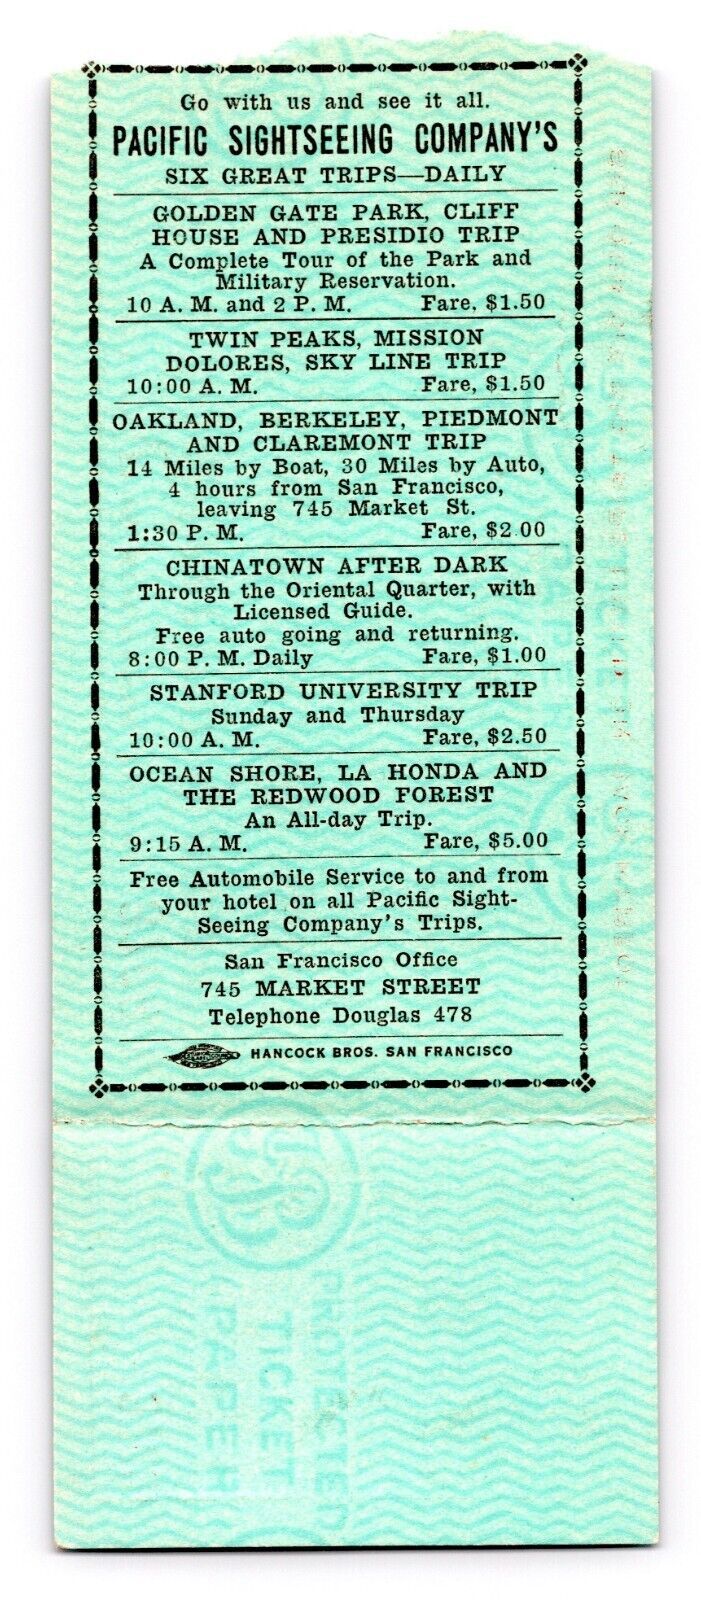 Go with us and see it all.
PACIFIC SIGHTSEEING COMPANY'S
SIX GREAT TRIPS—DAILY
GOLDEN GATE PARK, CLIFF
HOUSE AND PRESIDIO TRIP
A Complete Tour of the Park and
Military Reservation.
10 A. M. and 2 P. M. Fare, $1.50
TWIN PEAKS, MISSION
DOLORES, SKY LINE TRIP
10:00 A. M. Fare, $1.50
OAKLAND, BERKELEY, PIEDMONT
AND CLAREMONT TRIP
14 Miles by Boat, 30 Miles by Auto,
4 hours from San Francisco,
leaving 745 Market St.
1:30 P. M. Fare, $2.00
CHINATOWN AFTER DARK
Through the Oriental Quarter, with
Licensed Guide.
Free auto going and returning.
8:00 P. M. Daily Fare, $1.00
STANFORD UNIVERSITY TRIP
Sunday and Thursday
10:00 A. M. Fare, $2.50
OCEAN SHORE, LA HONDA AND
THE REDWOOD FOREST
An All-day Trip.
9:15 A. M. Fare, $5.00
Free Automobile Service to and from
your hotel on all Pacific Sight-
Seeing Company's Trips.
San Francisco Office
745 MARKET STREET
Telephone Douglas 478
HANCOCK BROS. SAN FRANCISCO
PROTECTED
TICKET
PAPER